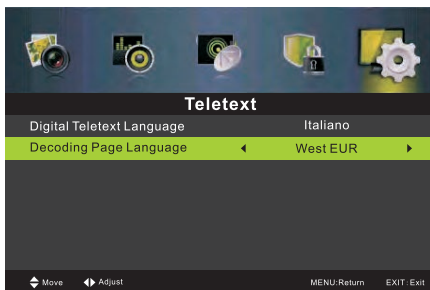 Teletext
Digital Teletext Language Italiano
Decoding Page Language West EUR
Move Adjust MENU:Return EXIT:Exit